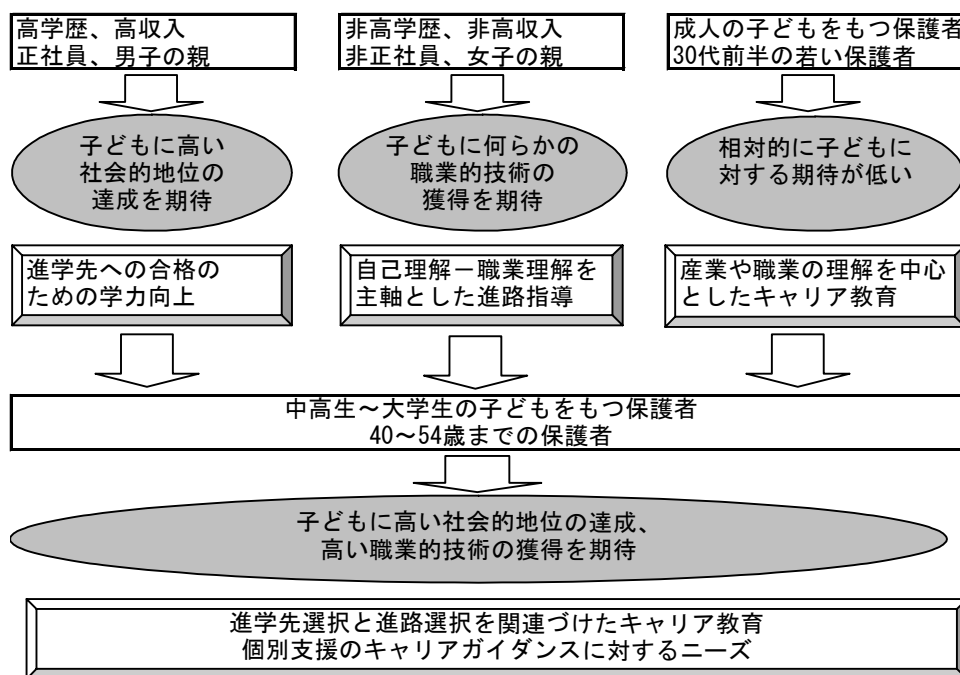 高学歴、高収入
正社員、男子の親
非高学歴、非高収入
非正社員、女子の親
成人の子どもをもつ保護者
30代前半の若い保護者
子どもに高い
社会的地位の
達成を期待
子どもに何らかの
職業的技術の
獲得を期待
相対的に子どもに
対する期待が低い
進学先への合格の
ための学力向上
自己理解－職業理解を
主軸とした進路指導
産業や職業の理解を中心
としたキャリア教育
中高生～大学生の子どもをもつ保護者
40～54歳までの保護者
子どもに高い社会的地位の達成、
高い職業的技術の獲得を期待
進学先選択と進路選択を関連づけたキャリア教育
個別支援のキャリアガイダンスに対するニーズ